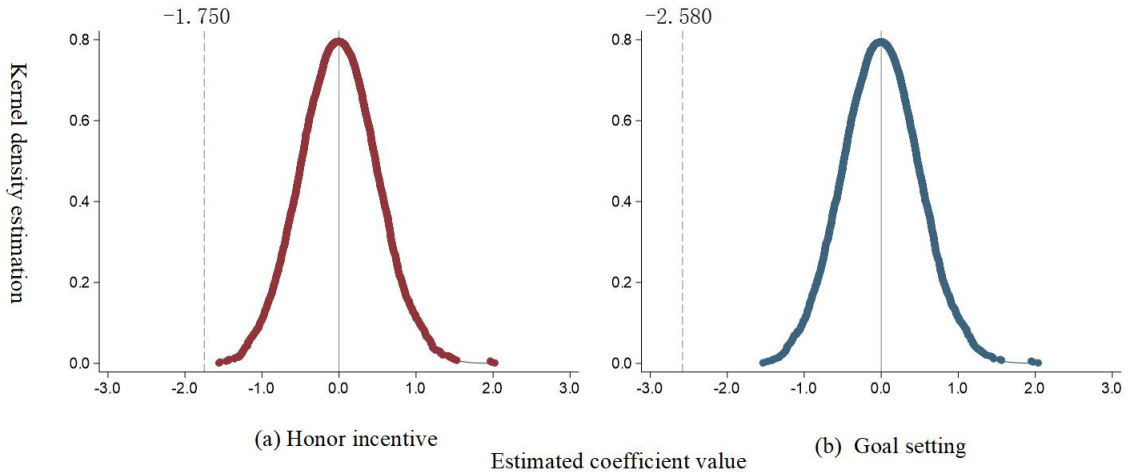 -1.750
-2.580
Kernel density estimation
0.8
0.6
0.4
0.2
0.0
-3.0 -2.0 -1.0 0.0 1.0 2.0 3.0
0.8
0.6
0.4
0.2
0.0
-3.0 -2.0 -1.0 0.0 1.0 2.0 3.0
(a) Honor incentive
(b) Goal setting
Estimated coefficient value